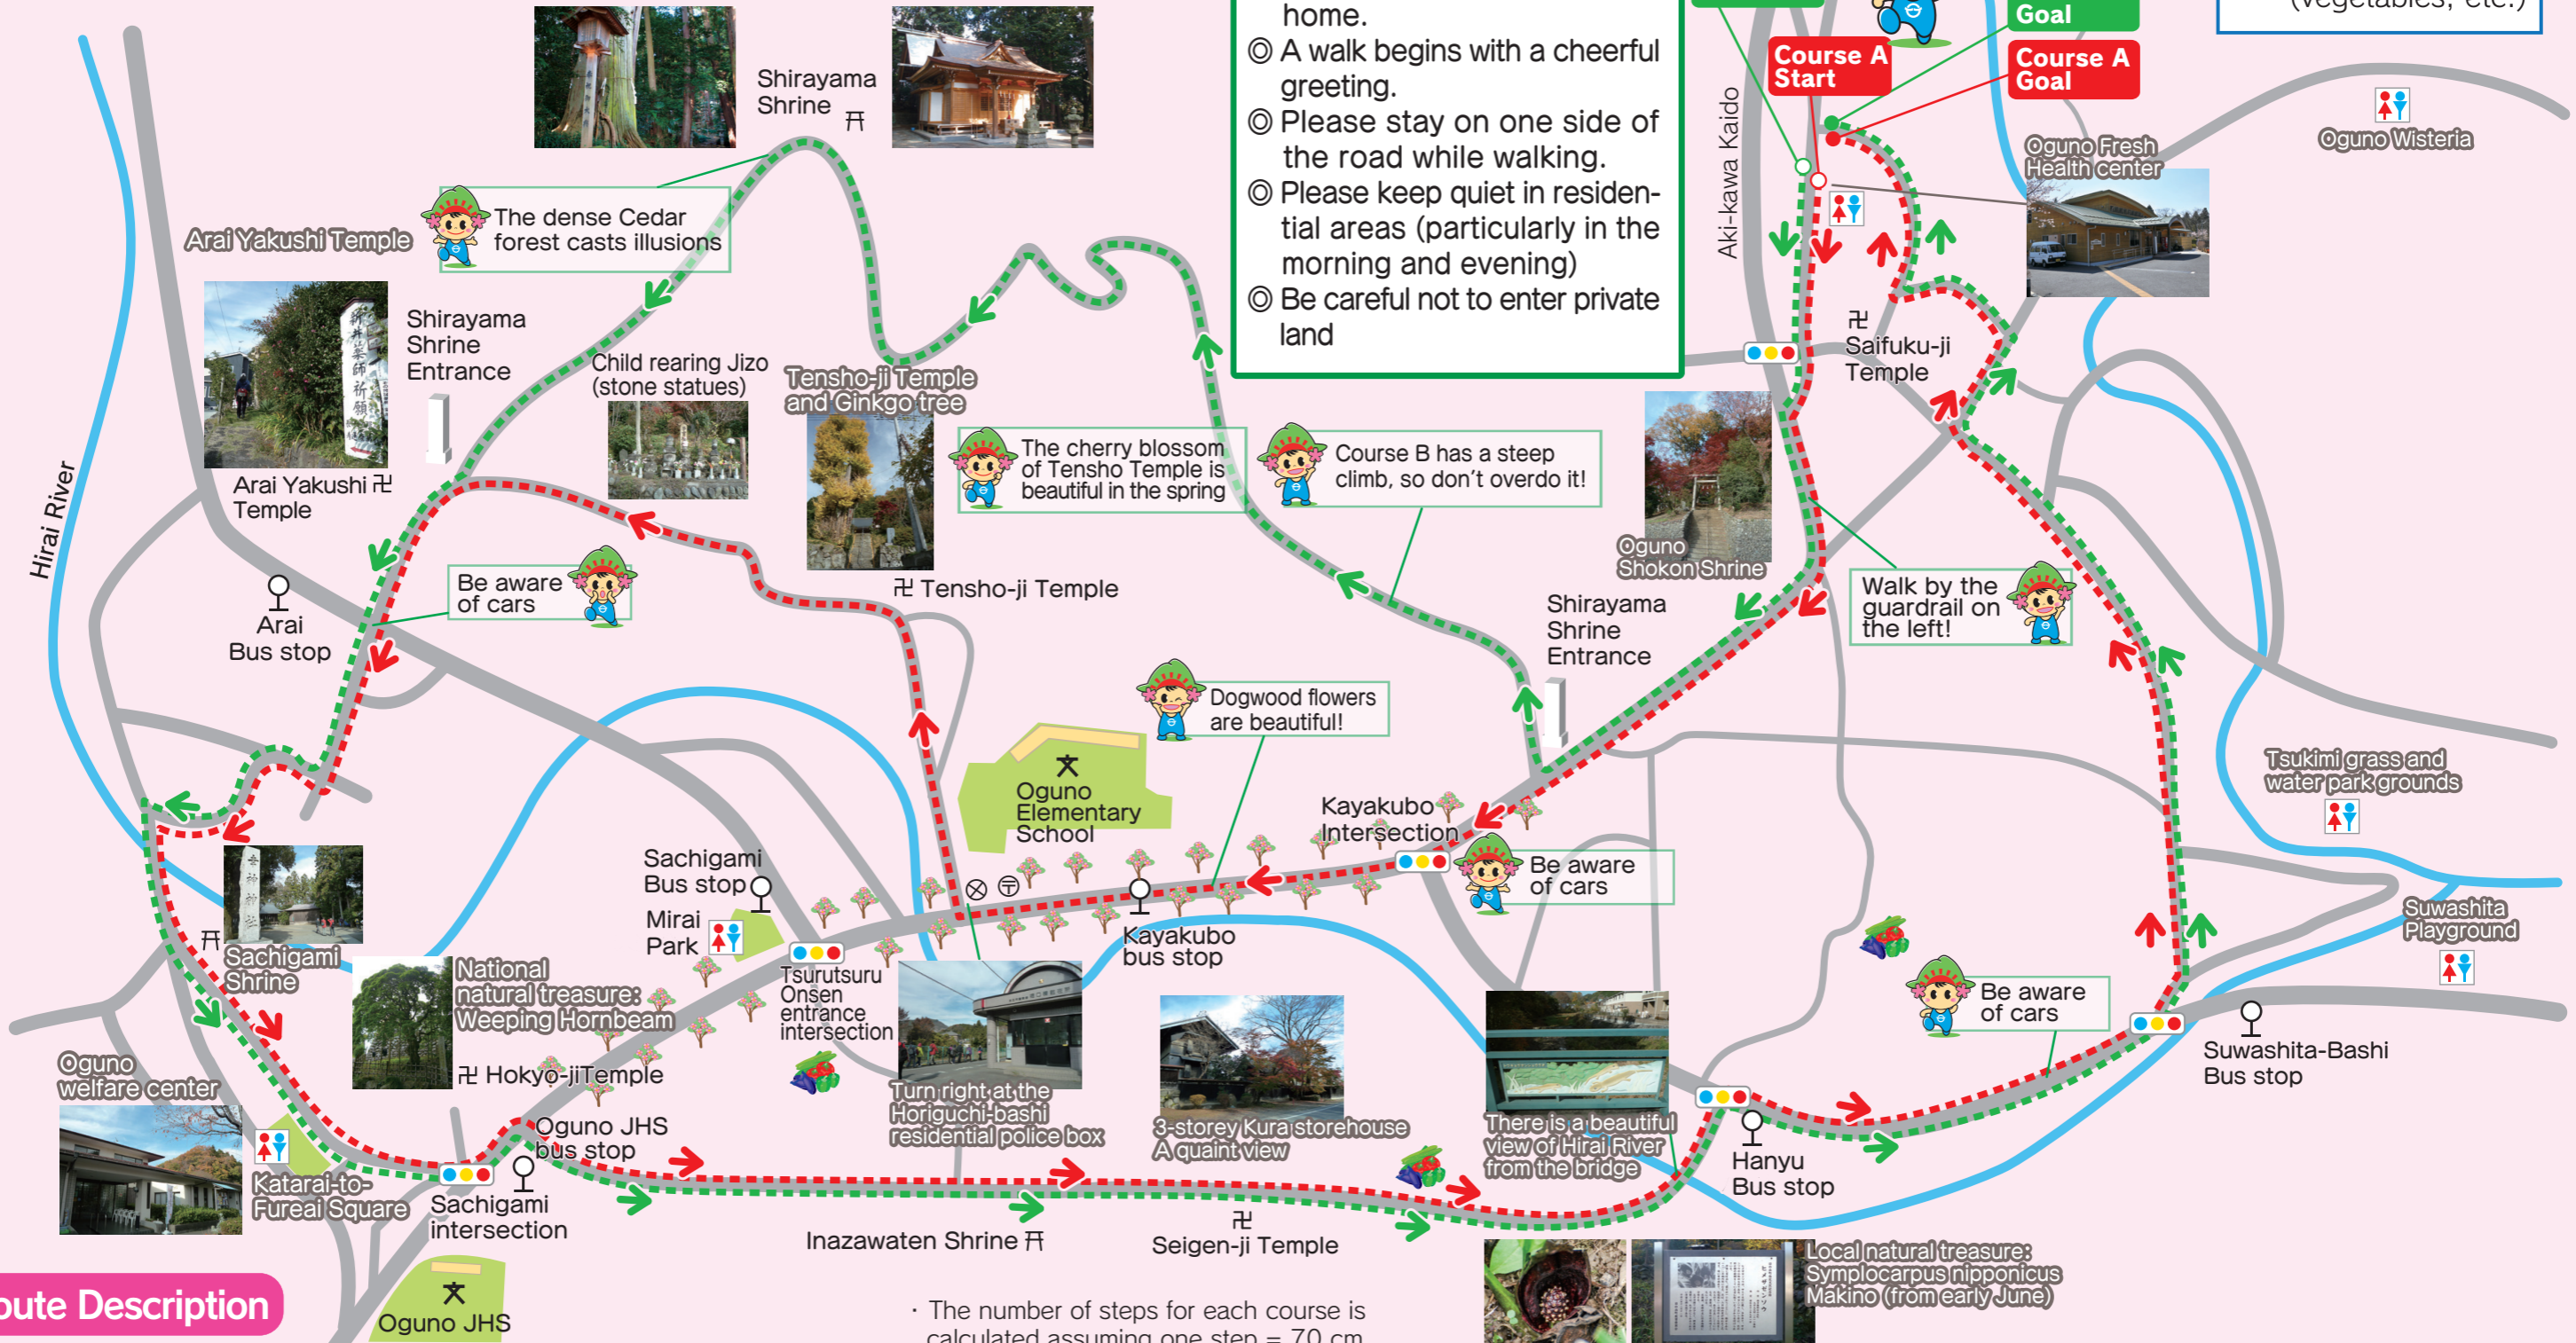 home.
◎ A walk begins with a cheerful
greeting.
◎ Please stay on one side of
the road while walking.
◎ Please keep quiet in residen-
tial areas (particularly in the
morning and evening)
◎ Be careful not to enter private
land
Goal
Course A
Start
Course A
Goal
(vegetables, etc.)
Aki-kawa Kaido
Oguno Wisteria
Oguno Fresh
Health center
Shirayama
Shrine
The dense Cedar
forest casts illusions
Arai Yakushi Temple
新井薬師祈願
Shirayama
Shrine
Entrance
Child rearing Jizo
(stone statues)
Tensho-ji Temple
and Ginkgo tree
The cherry blossom
of Tensho Temple is
beautiful in the spring
Course B has a steep
climb, so don't overdo it!
卍
Saifuku-ji
Temple
Arai Yakushi 卍
Temple
Hirai River
Oguno
Shokon Shrine
卍 Tensho-ji Temple
Be aware
of cars
Arai
Bus stop
Walk by the
guardrail on
the left!
Shirayama
Shrine
Entrance
Dogwood flowers
are beautiful!
Oguno
Elementary
School
Kayakubo
Intersection
Be aware
of cars
Tsukimi grass and
water park grounds
Sachigami
Bus stop
Mirai
Park
Kayakubo
bus stop
Suwashita
Playground
Sachigami
Shrine
National
natural treasure:
Weeping Hornbeam
Tsurutsuru
Onsen
entrance
intersection
Be aware
of cars
Suwashita-Bashi
Bus stop
Oguno
welfare center
卍 Hokyo-jiTemple
Turn right at the
Horiguchi-bashi
residential police box
3-storey Kura storehouse
A quaint view
There is a beautiful
view of Hirai River
from the bridge
Oguno JHS
bus stop
Hanyu
Bus stop
Katarai-to-
Fureai Square
Sachigami
intersection
Inazawaten Shrine
卍
Seigen-ji Temple
Local natural treasure:
Symplocarpus nipponicus
Makino (from early June)
oute Description
Oguno JHS
・ The number of steps for each course is
calculated assuming one step = 70 cm